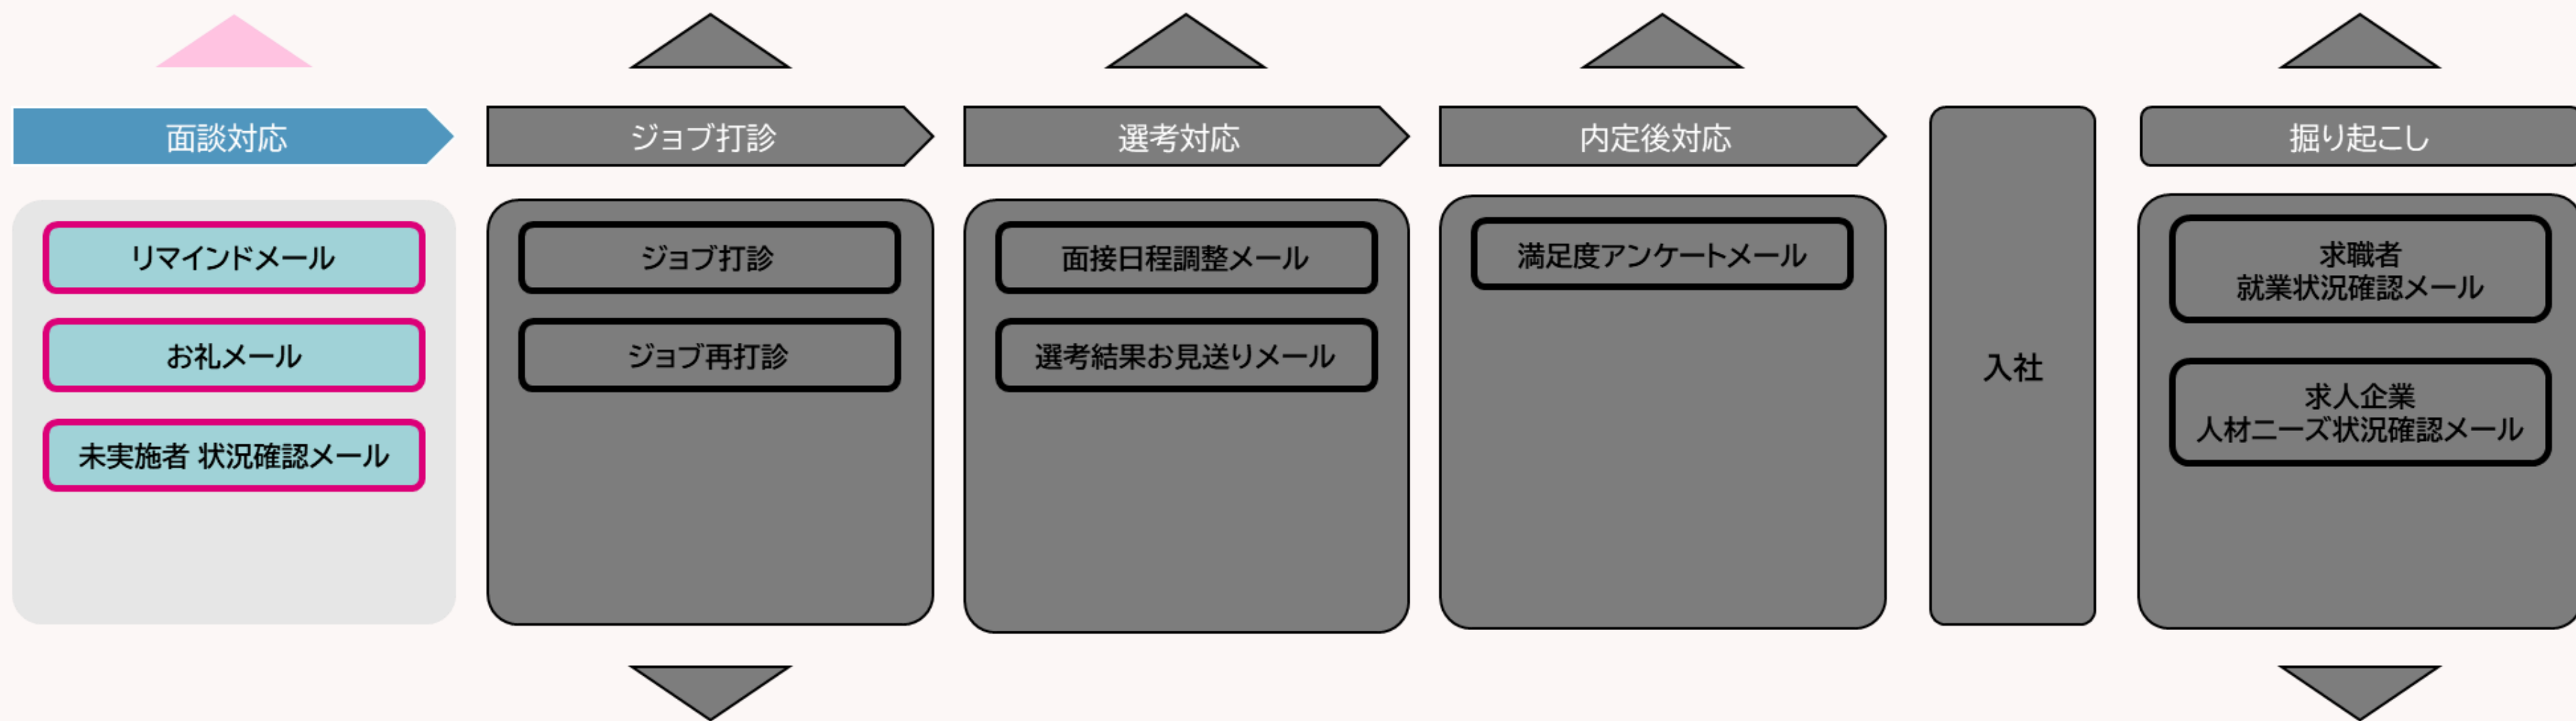 面談対応
リマインドメール
お礼メール
未実施者 状況確認メール
ジョブ打診
ジョブ打診
ジョブ再打診
選考対応
面接日程調整メール
選考結果お見送りメール
内定後対応
満足度アンケートメール
入社
掘り起こし
求職者
就業状況確認メール
求人企業
人材ニーズ状況確認メール